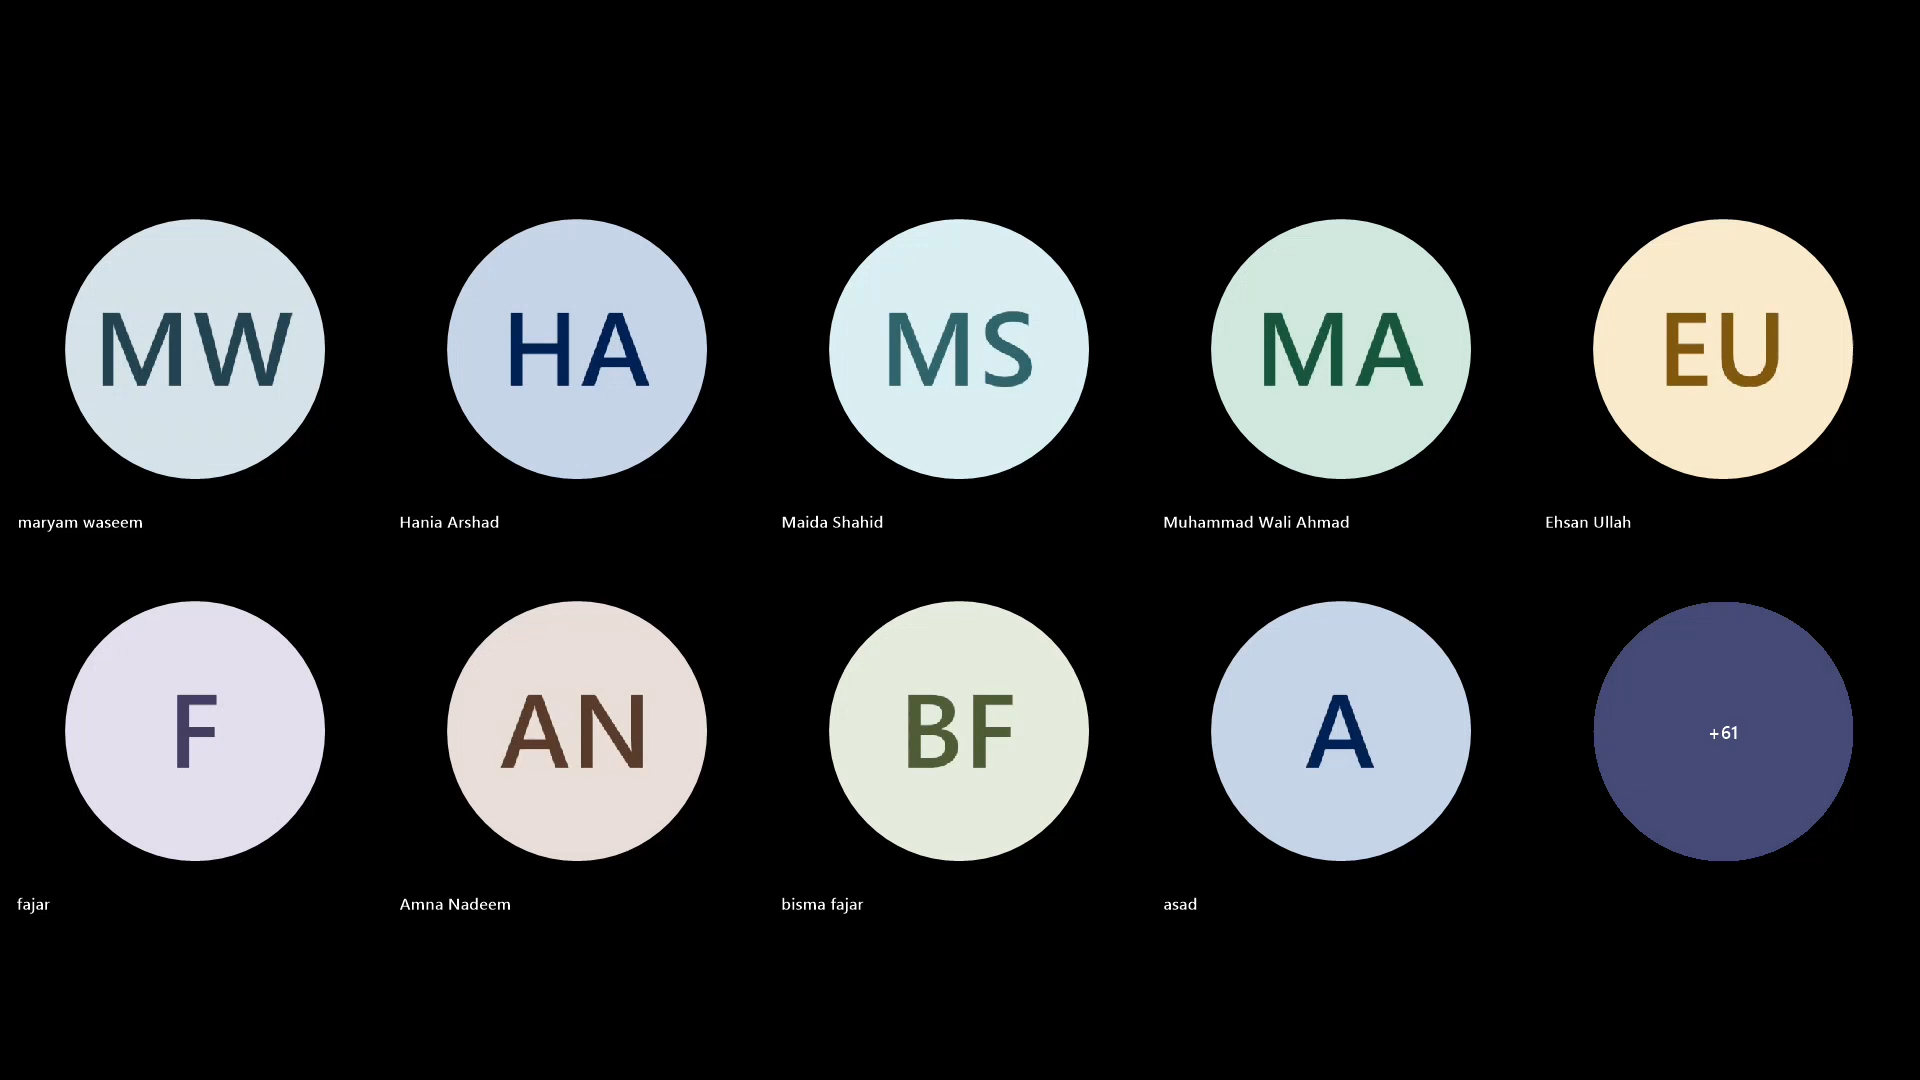 MW
HA
MS
MA
EU
maryam waseem
Hania Arshad
Maida Shahid
Muhammad Wali Ahmad
Ehsan Ullah
F
AN
BF
A
+61
fajar
Amna Nadeem
bisma fajar
asad